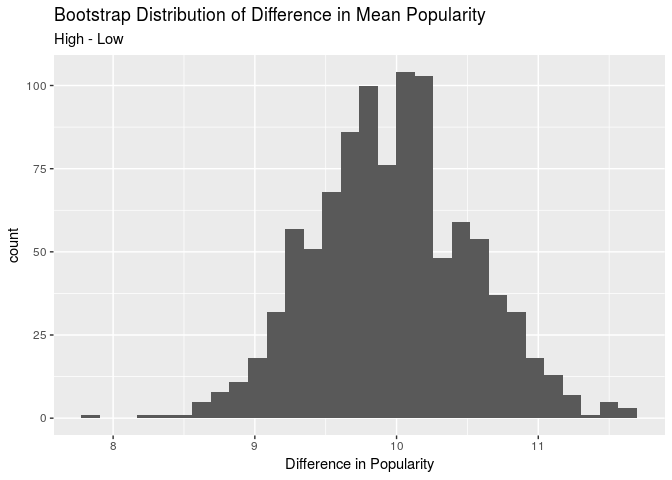 Bootstrap Distribution of Difference in Mean Popularity
High - Low
100
75
50
25
0
count
8 9 10 11
Difference in Popularity